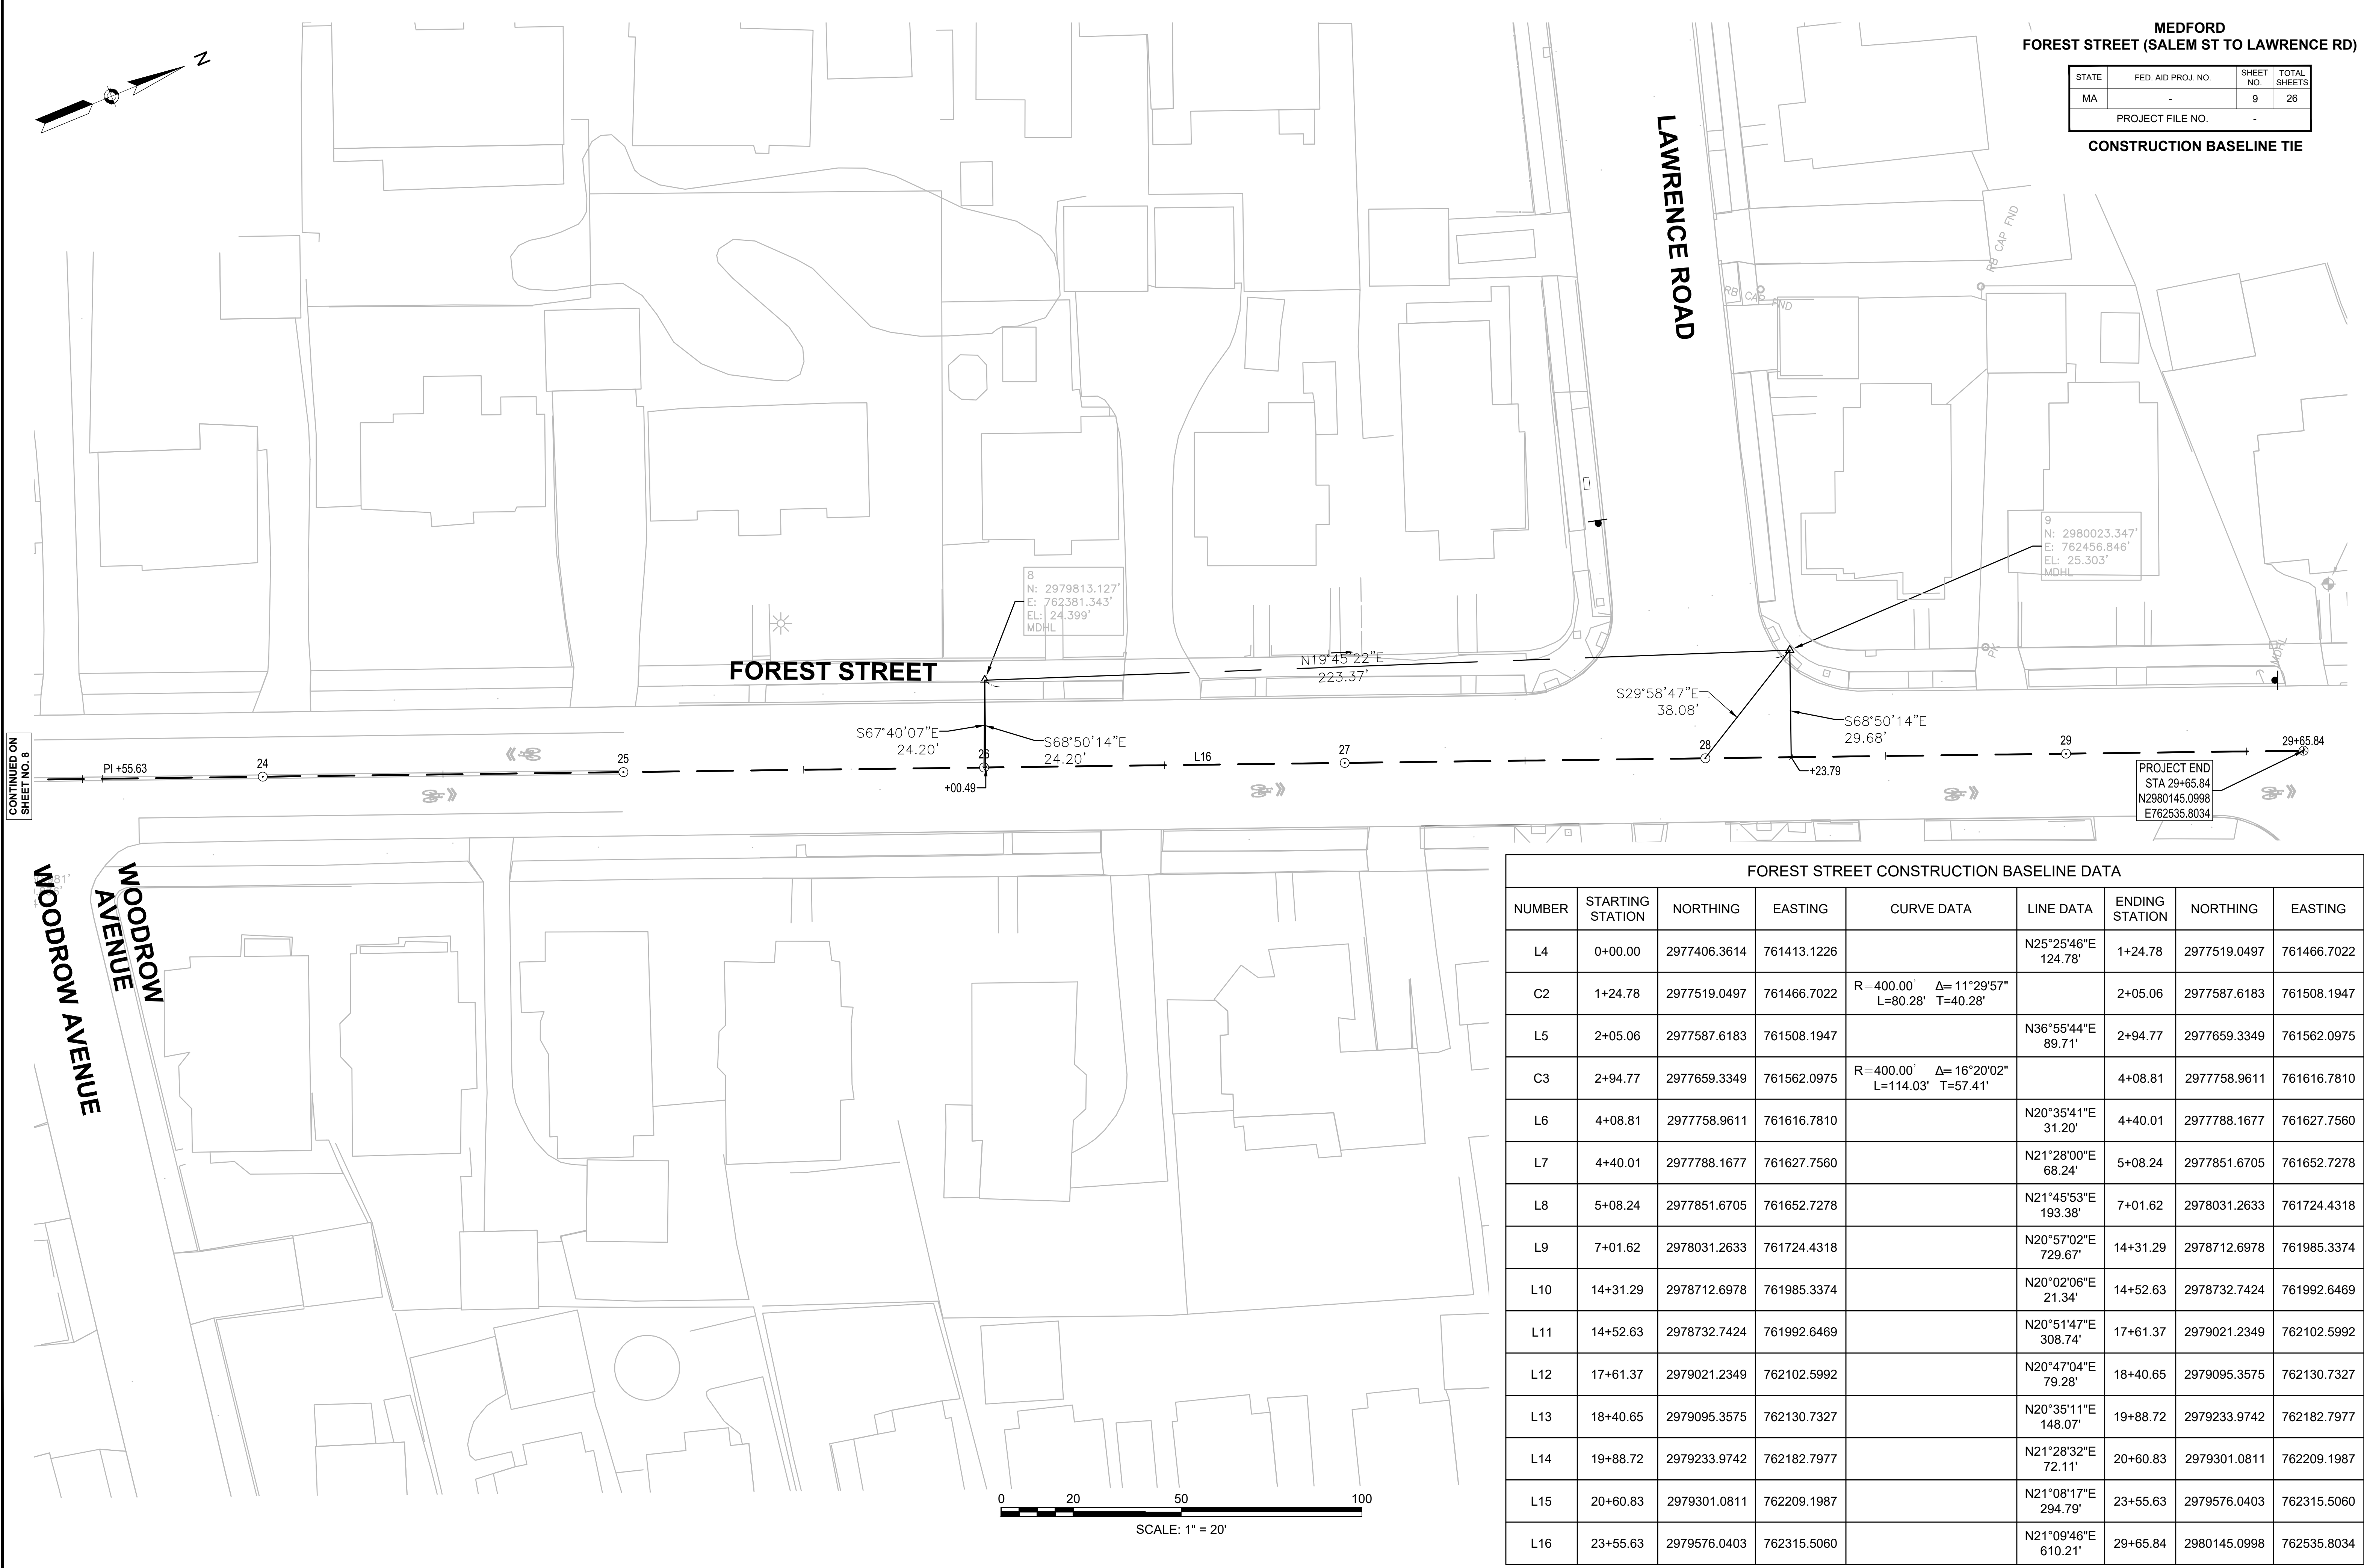 MEDFORD
FOREST STREET (SALEM ST TO LAWRENCE RD)
STATE FED. AID PROJ. NO. SHEET NO. TOTAL SHEETS
MA - 9 26
PROJECT FILE NO. -
CONSTRUCTION BASELINE TIE
N
LAWRENCE ROAD
RB CAP FND
RB CAP FND
9
N: 2980023.347'
E: 762456.846'
EL: 25.303'
MDHL
8
N: 2979813.127'
E: 762381.343'
EL: 24.399'
MDHL
FOREST STREET
N19°45'22"E
223.37'
PK
MDHL
S29°58'47"E
38.08'
S68°50'14"E
29.68'
S67°40'07"E
24.20'
S68°50'14"E
24.20'
CONTINUED ON
SHEET NO. 8
PI +55.63
24
25
26
+00.49
L16
27
28
+23.79
29
29+65.84
PROJECT END
STA 29+65.84
N2980145.0998
E762535.8034
WOODROW AVENUE
WOODROW
AVENUE
FOREST STREET CONSTRUCTION BASELINE DATA
NUMBER STARTING STATION NORTHING EASTING CURVE DATA LINE DATA ENDING STATION NORTHING EASTING
L4 0+00.00 2977406.3614 761413.1226 N25°25'46"E 124.78' 1+24.78 2977519.0497 761466.7022
C2 1+24.78 2977519.0497 761466.7022 R=400.00' Δ=11°29'57" L=80.28' T=40.28' 2+05.06 2977587.6183 761508.1947
L5 2+05.06 2977587.6183 761508.1947 N36°55'44"E 89.71' 2+94.77 2977659.3349 761562.0975
C3 2+94.77 2977659.3349 761562.0975 R=400.00' Δ=16°20'02" L=114.03' T=57.41' 4+08.81 2977758.9611 761616.7810
L6 4+08.81 2977758.9611 761616.7810 N20°35'41"E 31.20' 4+40.01 2977788.1677 761627.7560
L7 4+40.01 2977788.1677 761627.7560 N21°28'00"E 68.24' 5+08.24 2977851.6705 761652.7278
L8 5+08.24 2977851.6705 761652.7278 N21°45'53"E 193.38' 7+01.62 2978031.2633 761724.4318
L9 7+01.62 2978031.2633 761724.4318 N20°57'02"E 729.67' 14+31.29 2978712.6978 761985.3374
L10 14+31.29 2978712.6978 761985.3374 N20°02'06"E 21.34' 14+52.63 2978732.7424 761992.6469
L11 14+52.63 2978732.7424 761992.6469 N20°51'47"E 308.74' 17+61.37 2979021.2349 762102.5992
L12 17+61.37 2979021.2349 762102.5992 N20°47'04"E 79.28' 18+40.65 2979095.3575 762130.7327
L13 18+40.65 2979095.3575 762130.7327 N20°35'11"E 148.07' 19+88.72 2979233.9742 762182.7977
L14 19+88.72 2979233.9742 762182.7977 N21°28'32"E 72.11' 20+60.83 2979301.0811 762209.1987
L15 20+60.83 2979301.0811 762209.1987 N21°08'17"E 294.79' 23+55.63 2979576.0403 762315.5060
L16 23+55.63 2979576.0403 762315.5060 N21°09'46"E 610.21' 29+65.84 2980145.0998 762535.8034
0 20 50 100
SCALE: 1" = 20'